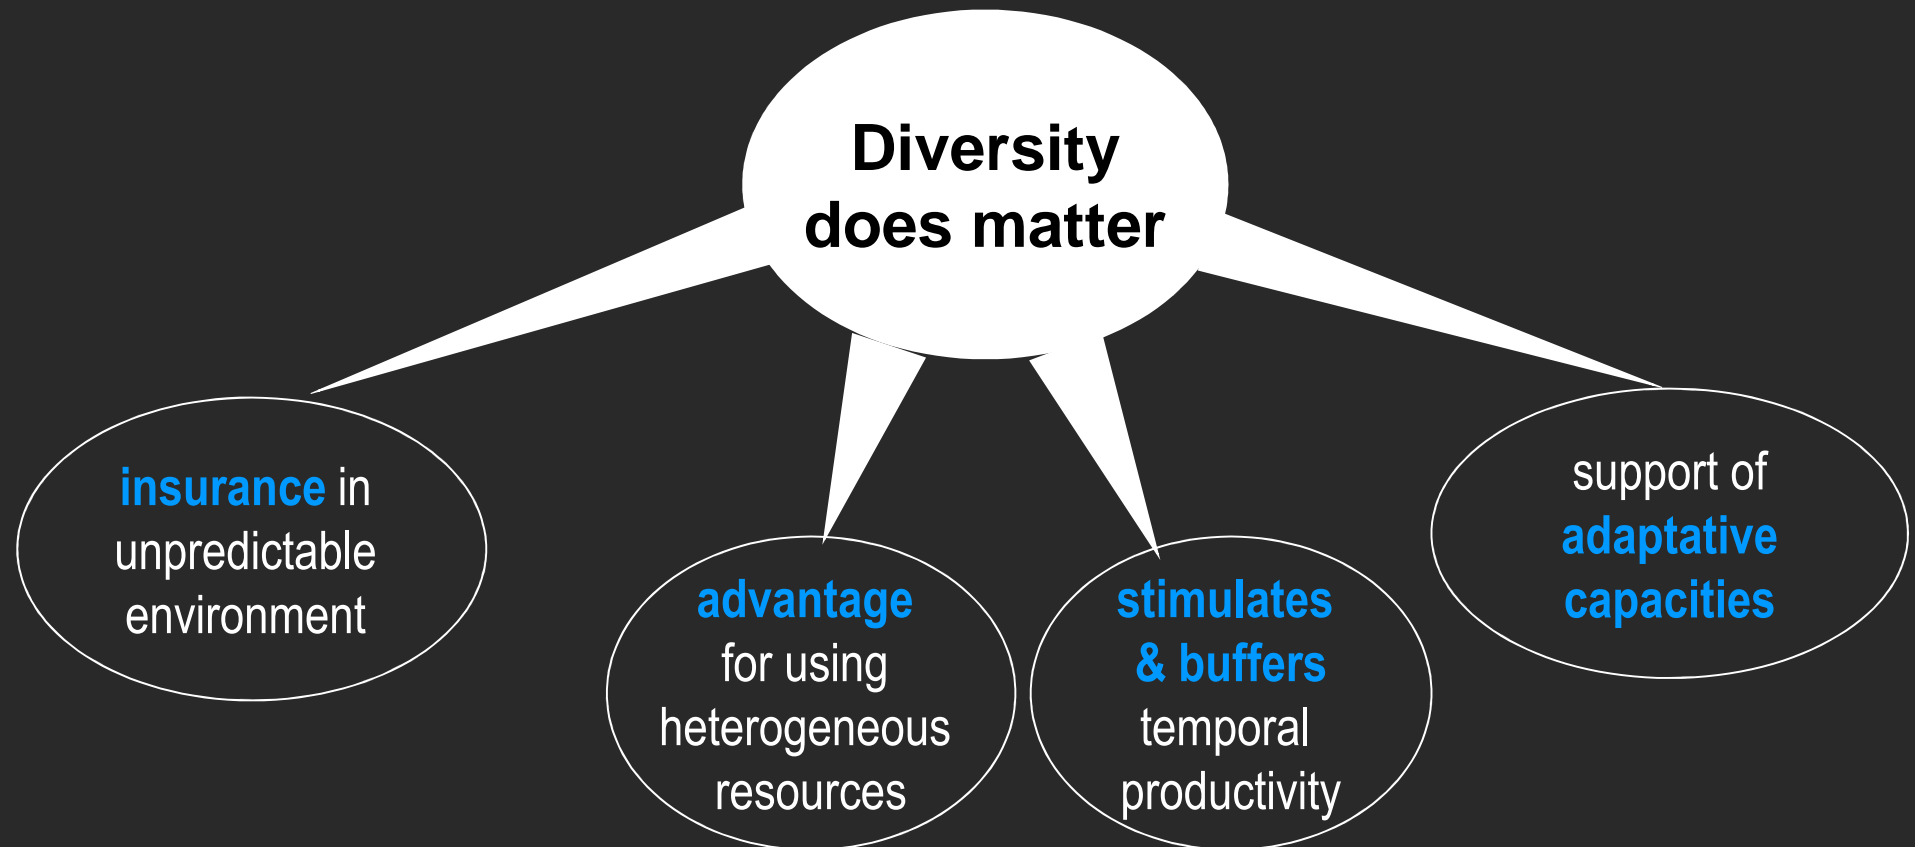 Diversity
does matter
insurance in
unpredictable
environment
advantage
for using
heterogeneous
resources
stimulates
& buffers
temporal
productivity
support of
adaptative
capacities